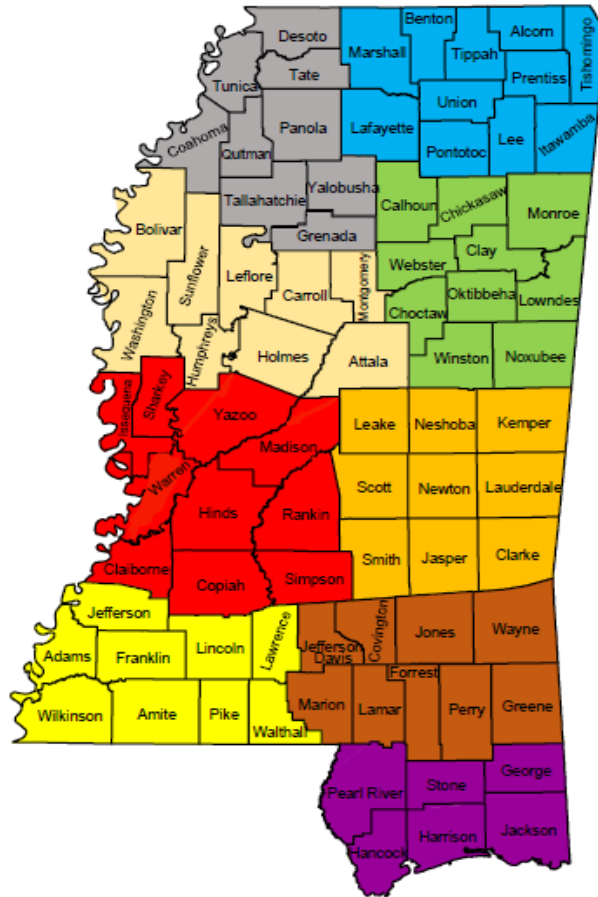 Desoto
Benton
Alcorn
Tishomingo
Marshall
Tippah
Tate
Prentiss
Tunica
Union
Lafayette
Panola
Coahoma
Quitman
Pontotoc
Lee
Itawamba
Yalobusha
Tallahatchie
Calhoun
Chickasaw
Monroe
Grenada
Bolivar
Sunflower
Leflore
Carroll
Montgomery
Webster
Clay
Choctaw
Oktibbeha
Lowndes
Washington
Humphreys
Holmes
Attala
Winston
Noxubee
Issaquena
Sharkey
Yazoo
Madison
Leake
Neshoba
Kemper
Warren
Hinds
Rankin
Scott
Newton
Lauderdale
Claiborne
Copiah
Simpson
Smith
Jasper
Clarke
Jefferson
Lincoln
Lawrence
Jefferson
Davis
Covington
Jones
Wayne
Adams
Franklin
Forrest
Wilkinson
Amite
Pike
Walthall
Marion
Lamar
Perry
Greene
Pearl River
Stone
George
Hancock
Harrison
Jackson